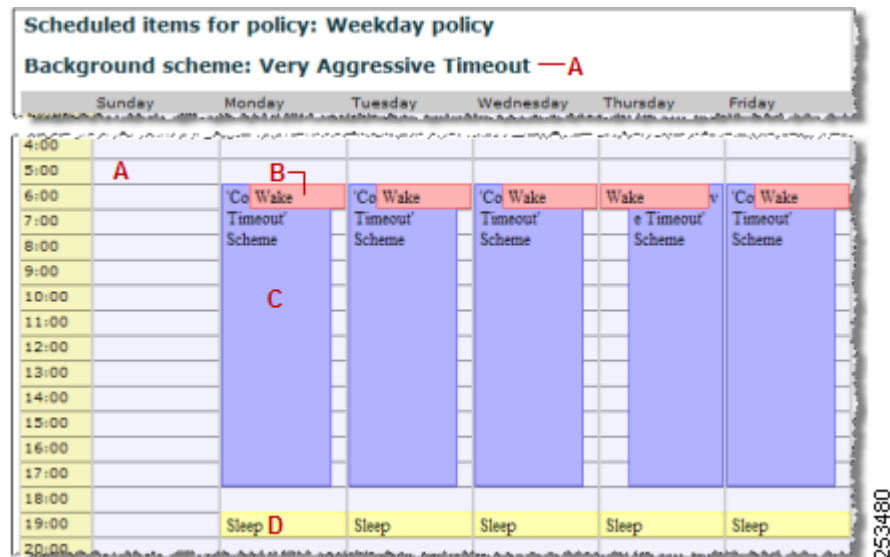 Scheduled items for policy: Weekday policy
Background scheme: Very Aggressive Timeout A
Sunday Monday Tuesday Wednesday Thursday Friday
4:00
5:00 A B
6:00 'Co Wake 'Co Wake 'Co Wake Wake v 'Co Wake
7:00 Timeout' Timeout' Timeout' e Timeout' Timeout'
8:00 Scheme Scheme Scheme Scheme Scheme
9:00
10:00 C
11:00
12:00
13:00
14:00
15:00
16:00
17:00
18:00
19:00 Sleep D Sleep Sleep Sleep Sleep
20:00